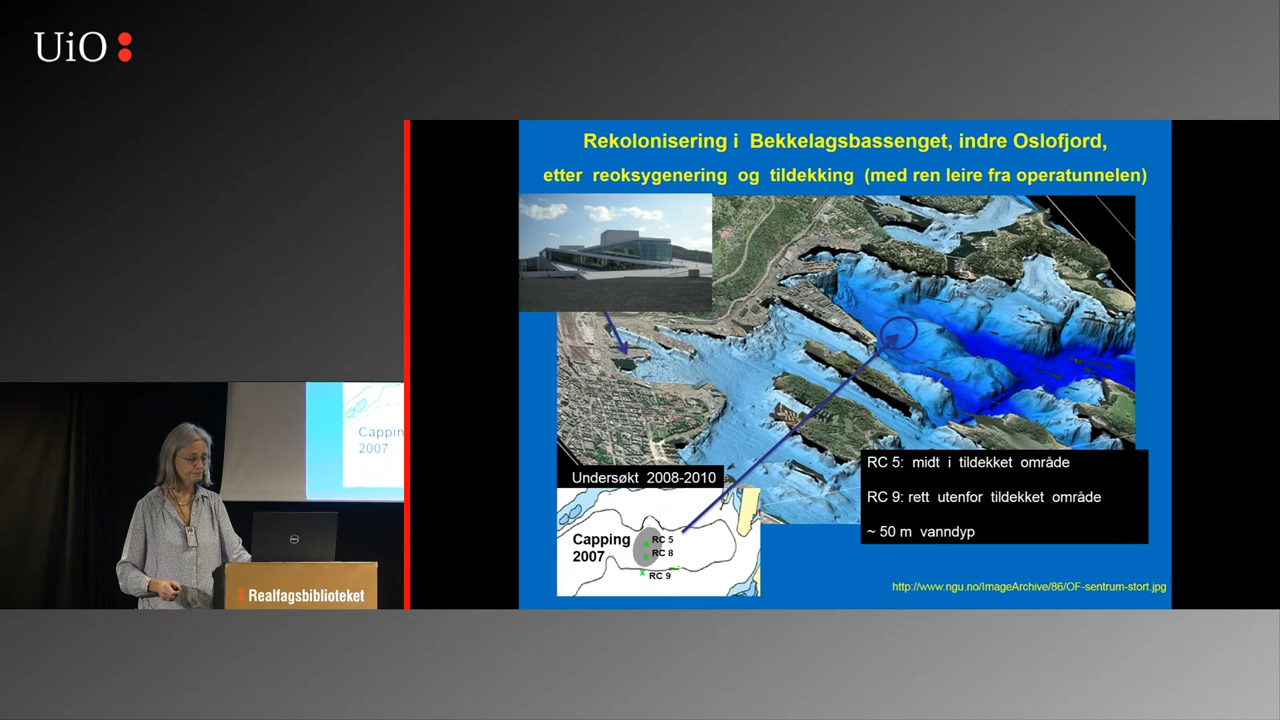 UiO
Rekolonisering i Bekkelagsbassenget, indre Oslofjord,
etter reoksygenering og tildekking (med ren leire fra operatunnelen)
Undersøkt 2008-2010
Capping
2007
RC 5
RC 8
RC 9
RC 5: midt i tildekket område
RC 9: rett utenfor tildekket område
~ 50 m vanndyp
http://www.ngu.no/ImageArchive/86/OF-sentrum-stort.jpg
Cappin
2007
Realfagsbiblioteket